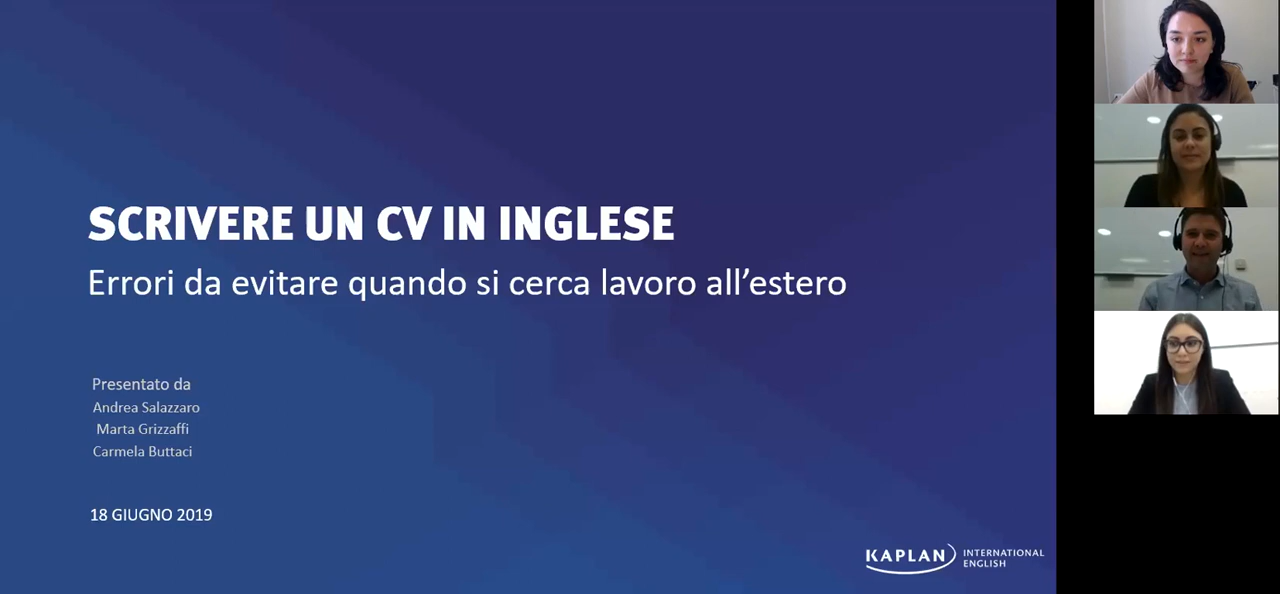 SCRIVERE UN CV IN INGLESE
Errori da evitare quando si cerca lavoro all'estero
Presentato da
Andrea Salazzaro
Marta Grizzaffi
Carmela Buttaci
18 GIUGNO 2019
KAPLAN INTERNATIONAL
ENGLISH